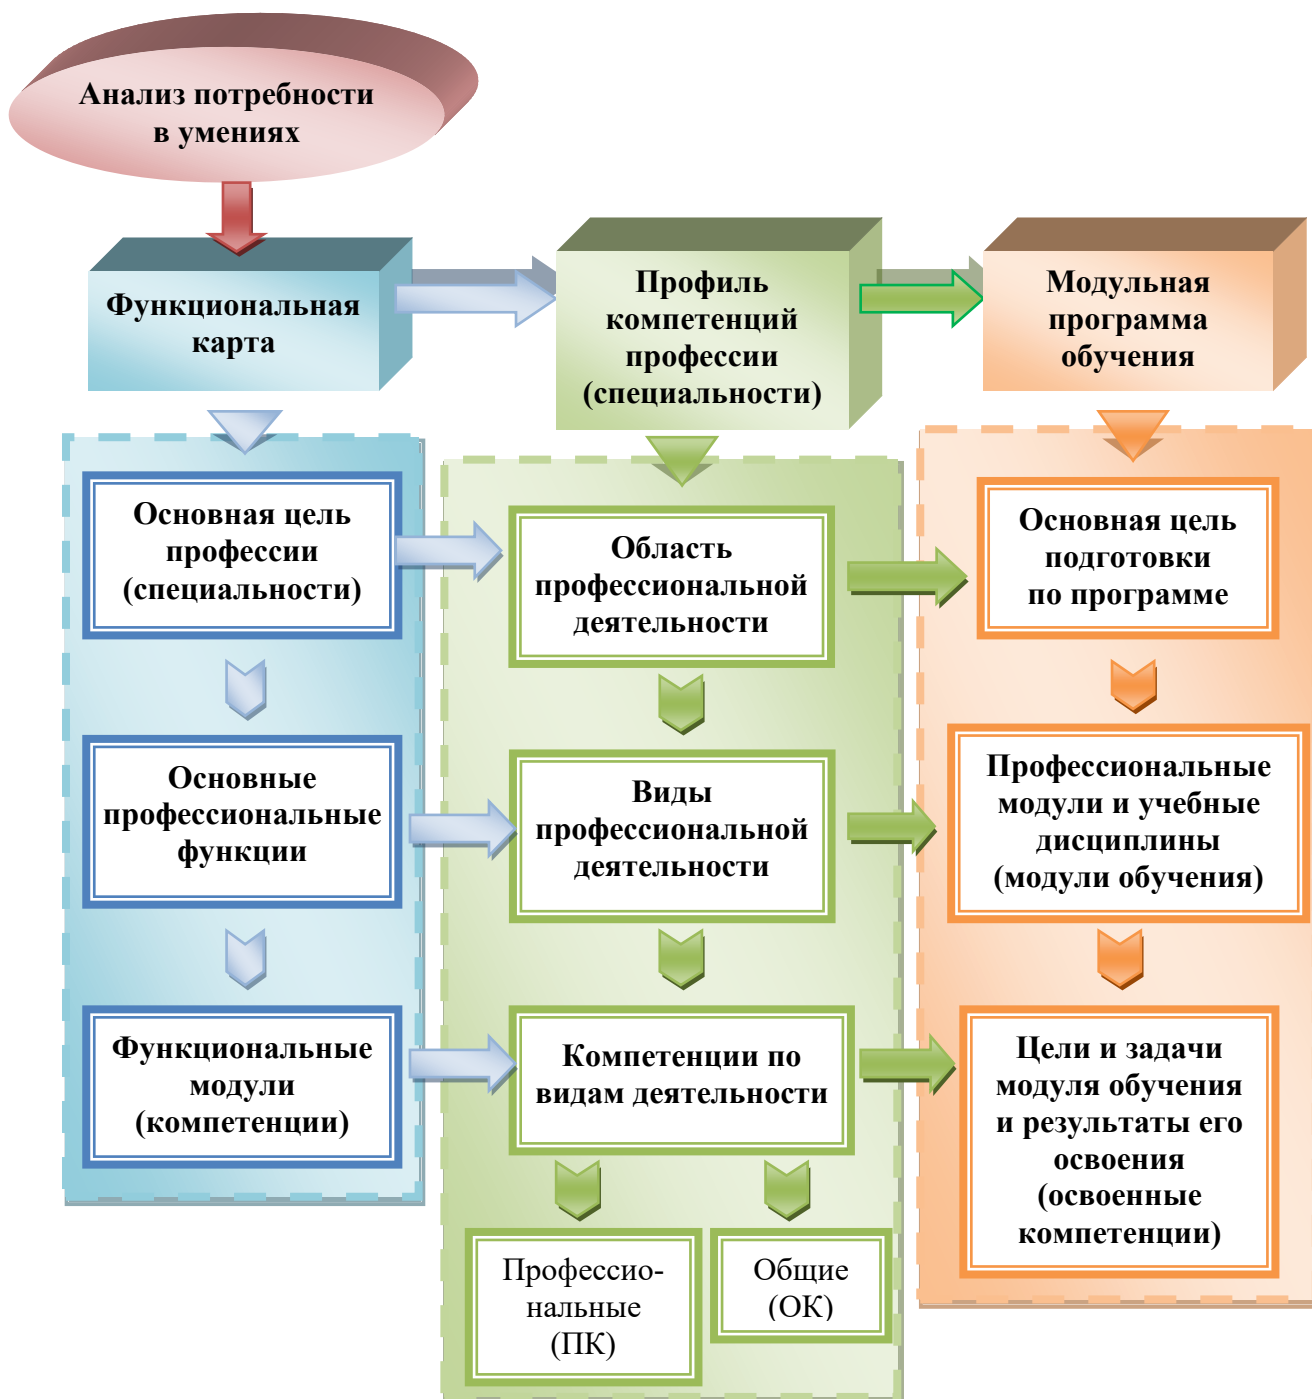 Анализ потребности
в умениях
Функциональная
карта
Профиль
компетенций
профессии
(специальности)
Модульная
программа
обучения
Основная цель
профессии
(специальности)
Область
профессиональной
деятельности
Основная цель
подготовки
по программе
Основные
профессиональные
функции
Виды
профессиональной
деятельности
Профессиональные
модули и учебные
дисциплины
(модули обучения)
Функциональные
модули
(компетенции)
Компетенции по
видам деятельности
Цели и задачи
модуля обучения
и результаты его
освоения
(освоенные
компетенции)
Профессио-
нальные
(ПК)
Общие
(ОК)